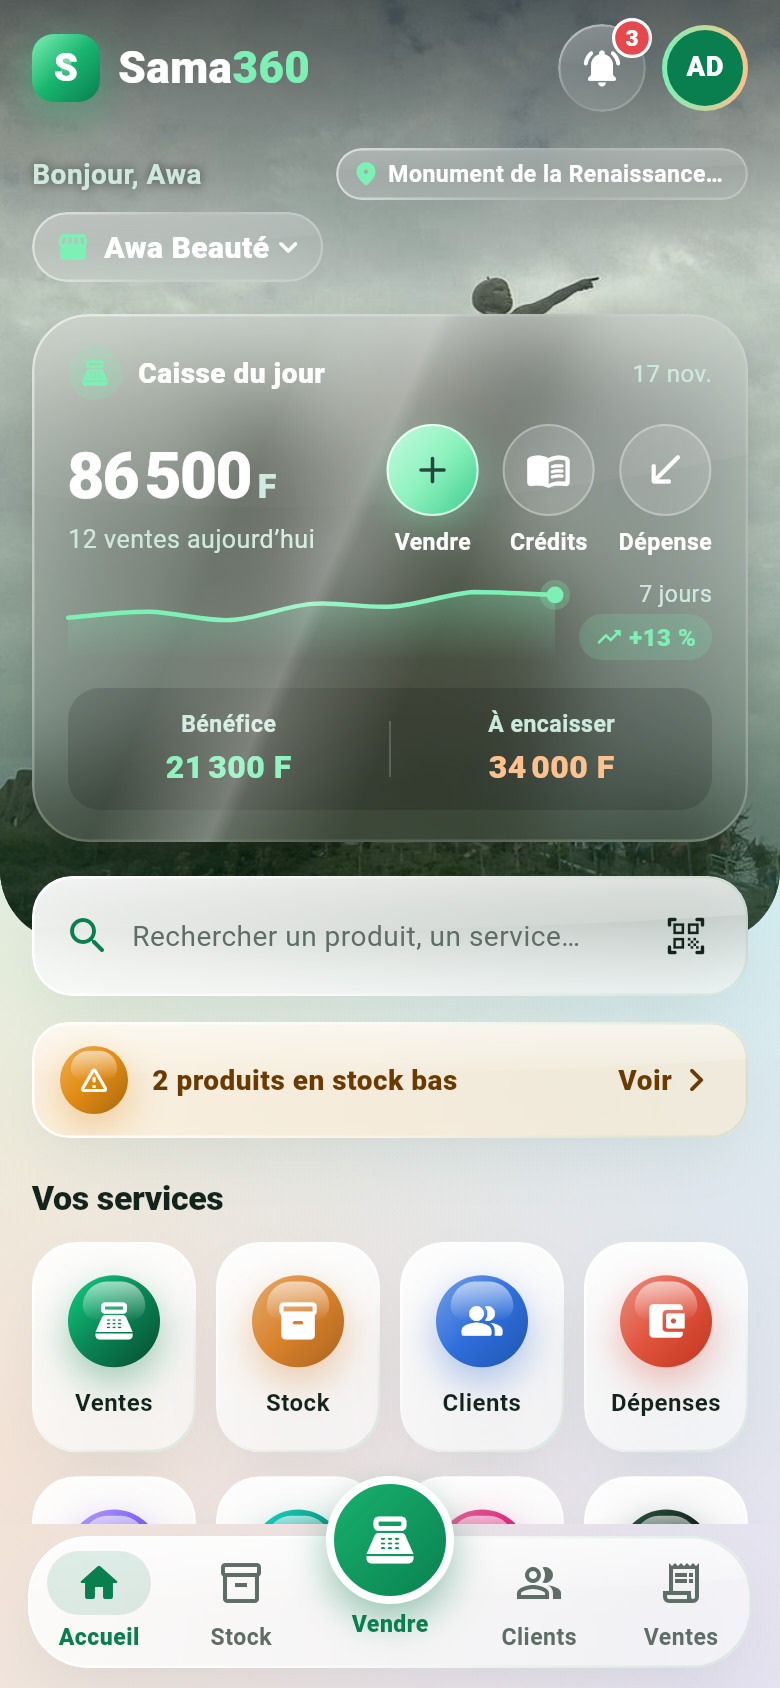 S Sama360 3 AD
Bonjour, Awa Monument de la Renaissance...
Awa Beauté
Caisse du jour 17 nov.
86 500 F
12 ventes aujourd’hui
Vendre Crédits Dépense
7 jours
+13 %
Bénéfice À encaisser
21 300 F 34 000 F
Rechercher un produit, un service...
2 produits en stock bas Voir
Vos services
Ventes Stock Clients Dépenses
Accueil Stock Vendre Clients Ventes